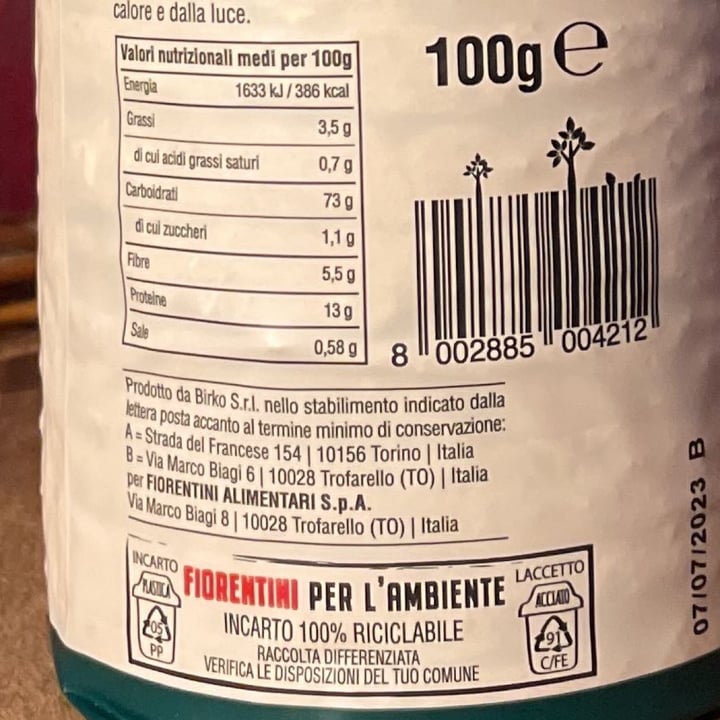 calore e dalla luce.
Valori nutrizionali medi per 100g
Energia 1633 kJ / 386 kcal
Grassi 3,5 g
di cui acidi grassi saturi 0,7 g
Carboidrati 73 g
di cui zuccheri 1,1 g
Fibre 5,5 g
Proteine 13 g
Sale 0,58 g
100g e
8 002885 004212
Prodotto da Birko S.r.l. nello stabilimento indicato dalla
lettera posta accanto al termine minimo di conservazione:
A = Strada del Francese 154 | 10156 Torino | Italia
B = Via Marco Biagi 6 | 10028 Trofarello (TO) | Italia
per FIORENTINI ALIMENTARI S.p.A.
Via Marco Biagi 8 | 10028 Trofarello (TO) | Italia
INCARTO
PLASTICA
05
PP
FIORENTINI PER L'AMBIENTE
INCARTO 100% RICICLABILE
RACCOLTA DIFFERENZIATA
VERIFICA LE DISPOSIZIONI DEL TUO COMUNE
LACCETTO
ACCIAIO
91
C/FE
07/07/2023 B